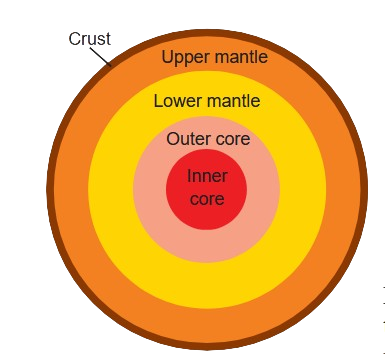 Crust
Upper mantle
Lower mantle
Outer core
Inner
core